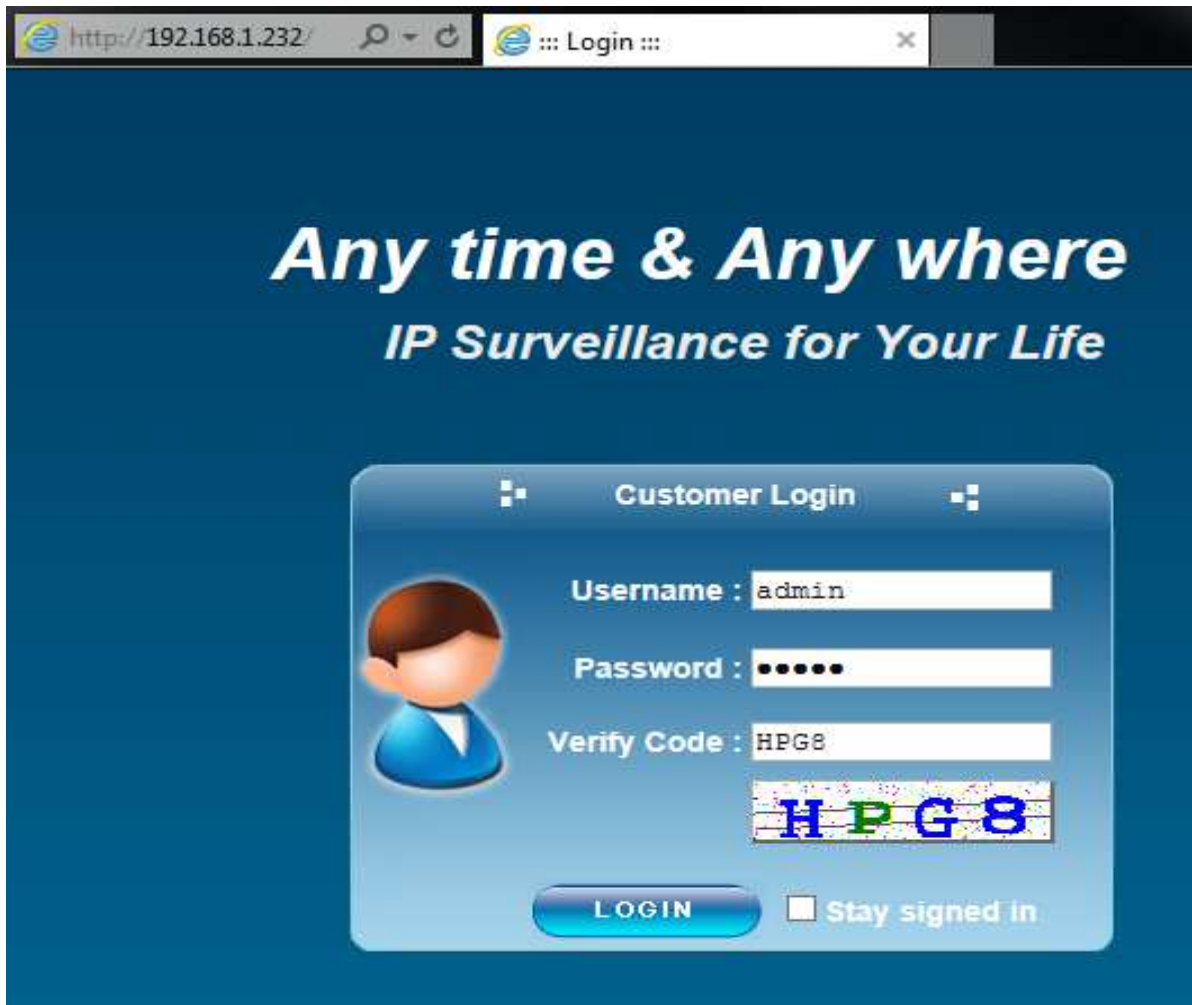 http://192.168.1.232/
::: Login :::
Any time & Any where
IP Surveillance for Your Life
Customer Login
Username : admin
Password : •••••
Verify Code : HPG8
HPG8
LOGIN
Stay signed in